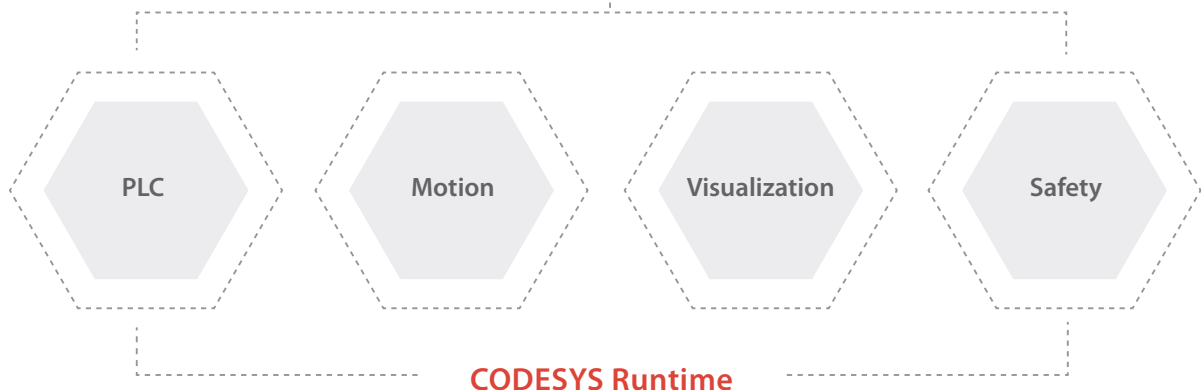 PLC
Motion
Visualization
Safety
CODESYS Runtime